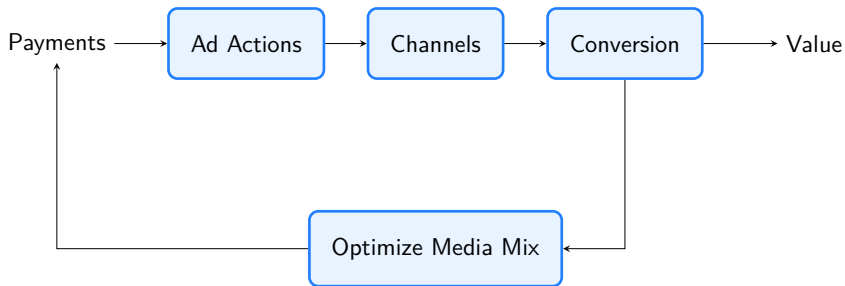 Payments
Ad Actions
Channels
Conversion
Value
Optimize Media Mix